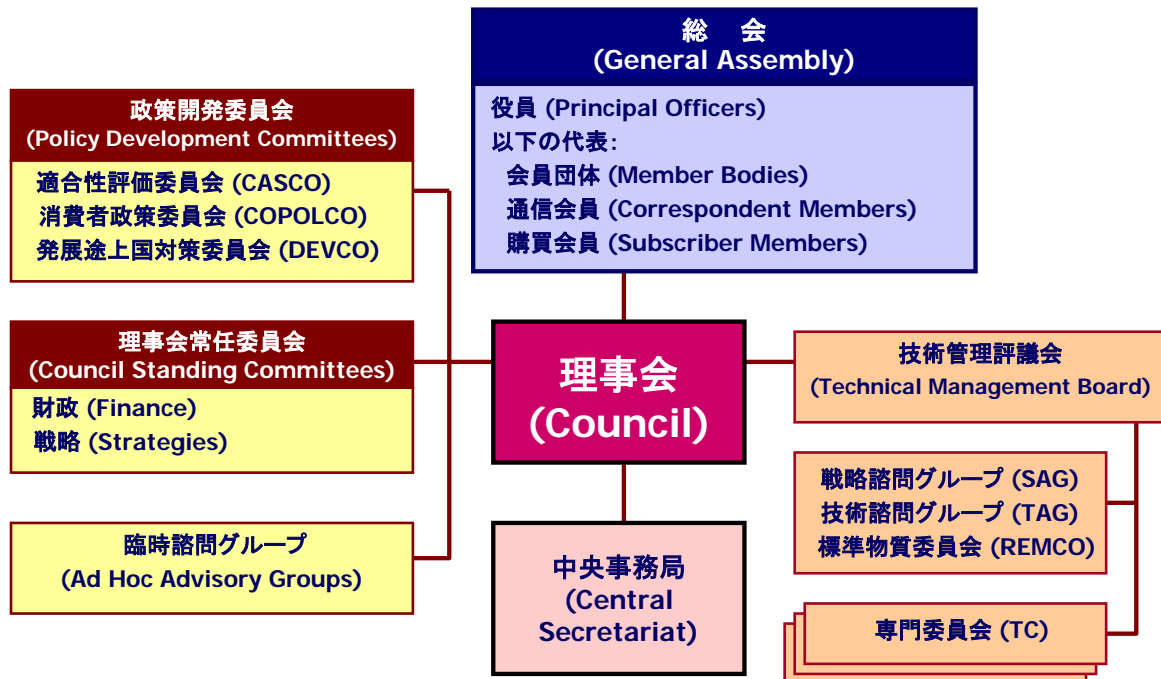 総 会
(General Assembly)
役員 (Principal Officers)
以下の代表:
会員団体 (Member Bodies)
通信会員 (Correspondent Members)
購買会員 (Subscriber Members)
政策開発委員会
(Policy Development Committees)
適合性評価委員会 (CASCO)
消費者政策委員会 (COPOLCO)
発展途上国対策委員会 (DEVCO)
理事会常任委員会
(Council Standing Committees)
財政 (Finance)
戦略 (Strategies)
臨時諮問グループ
(Ad Hoc Advisory Groups)
理事会
(Council)
中央事務局
(Central
Secretariat)
技術管理評議会
(Technical Management Board)
戦略諮問グループ (SAG)
技術諮問グループ (TAG)
標準物質委員会 (REMCO)
専門委員会 (TC)